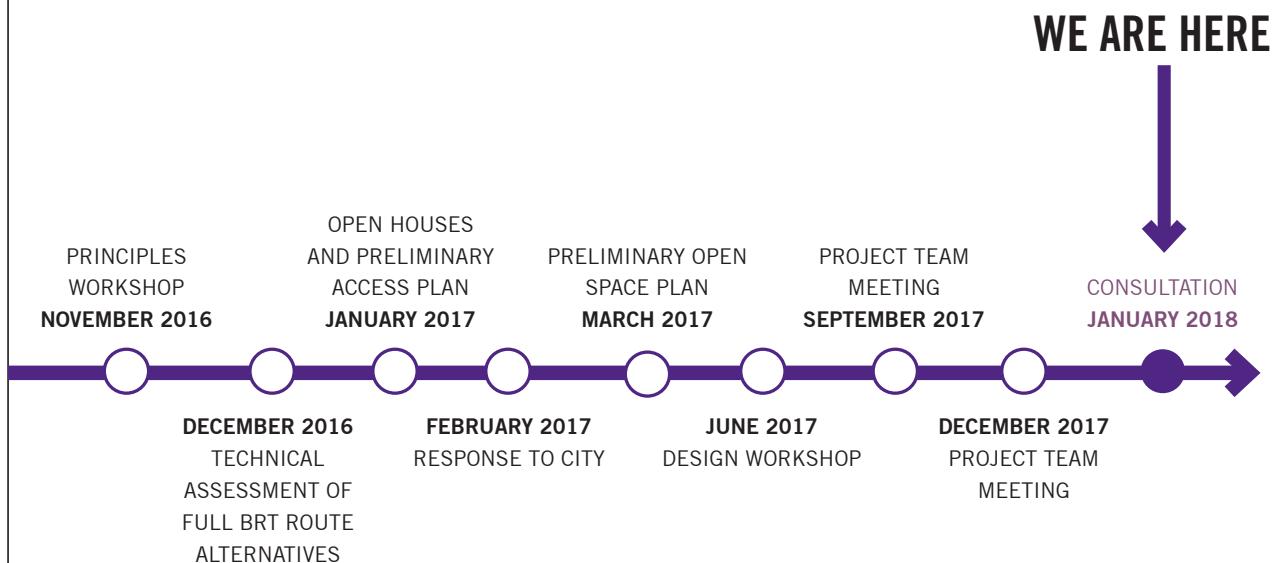 WE ARE HERE
PRINCIPLES
WORKSHOP
NOVEMBER 2016
DECEMBER 2016
TECHNICAL
ASSESSMENT OF
FULL BRT ROUTE
ALTERNATIVES
OPEN HOUSES
AND PRELIMINARY
ACCESS PLAN
JANUARY 2017
FEBRUARY 2017
RESPONSE TO CITY
PRELIMINARY OPEN
SPACE PLAN
MARCH 2017
JUNE 2017
DESIGN WORKSHOP
PROJECT TEAM
MEETING
SEPTEMBER 2017
DECEMBER 2017
PROJECT TEAM
MEETING
CONSULTATION
JANUARY 2018